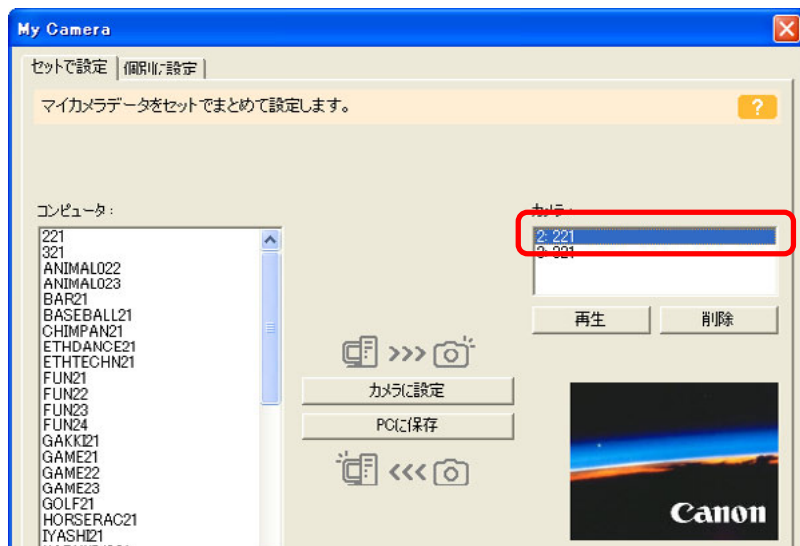 My Camera
セットで設定
個別に設定
マイカメラデータをセットでまとめて設定します。
?
コンピュータ:
221
321
ANIMAL022
ANIMAL023
BAR21
BASEBALL21
CHIMPAN21
ETHDANCE21
ETHTECHN21
FUN21
FUN22
FUN23
FUN24
GAKKI21
GAME21
GAME22
GAME23
GOLF21
HORSERAC21
IYASHI21
>>>
カメラに設定
PCに保存
<<<
カメラ:
2: 221
3: 321
再生
削除
Canon